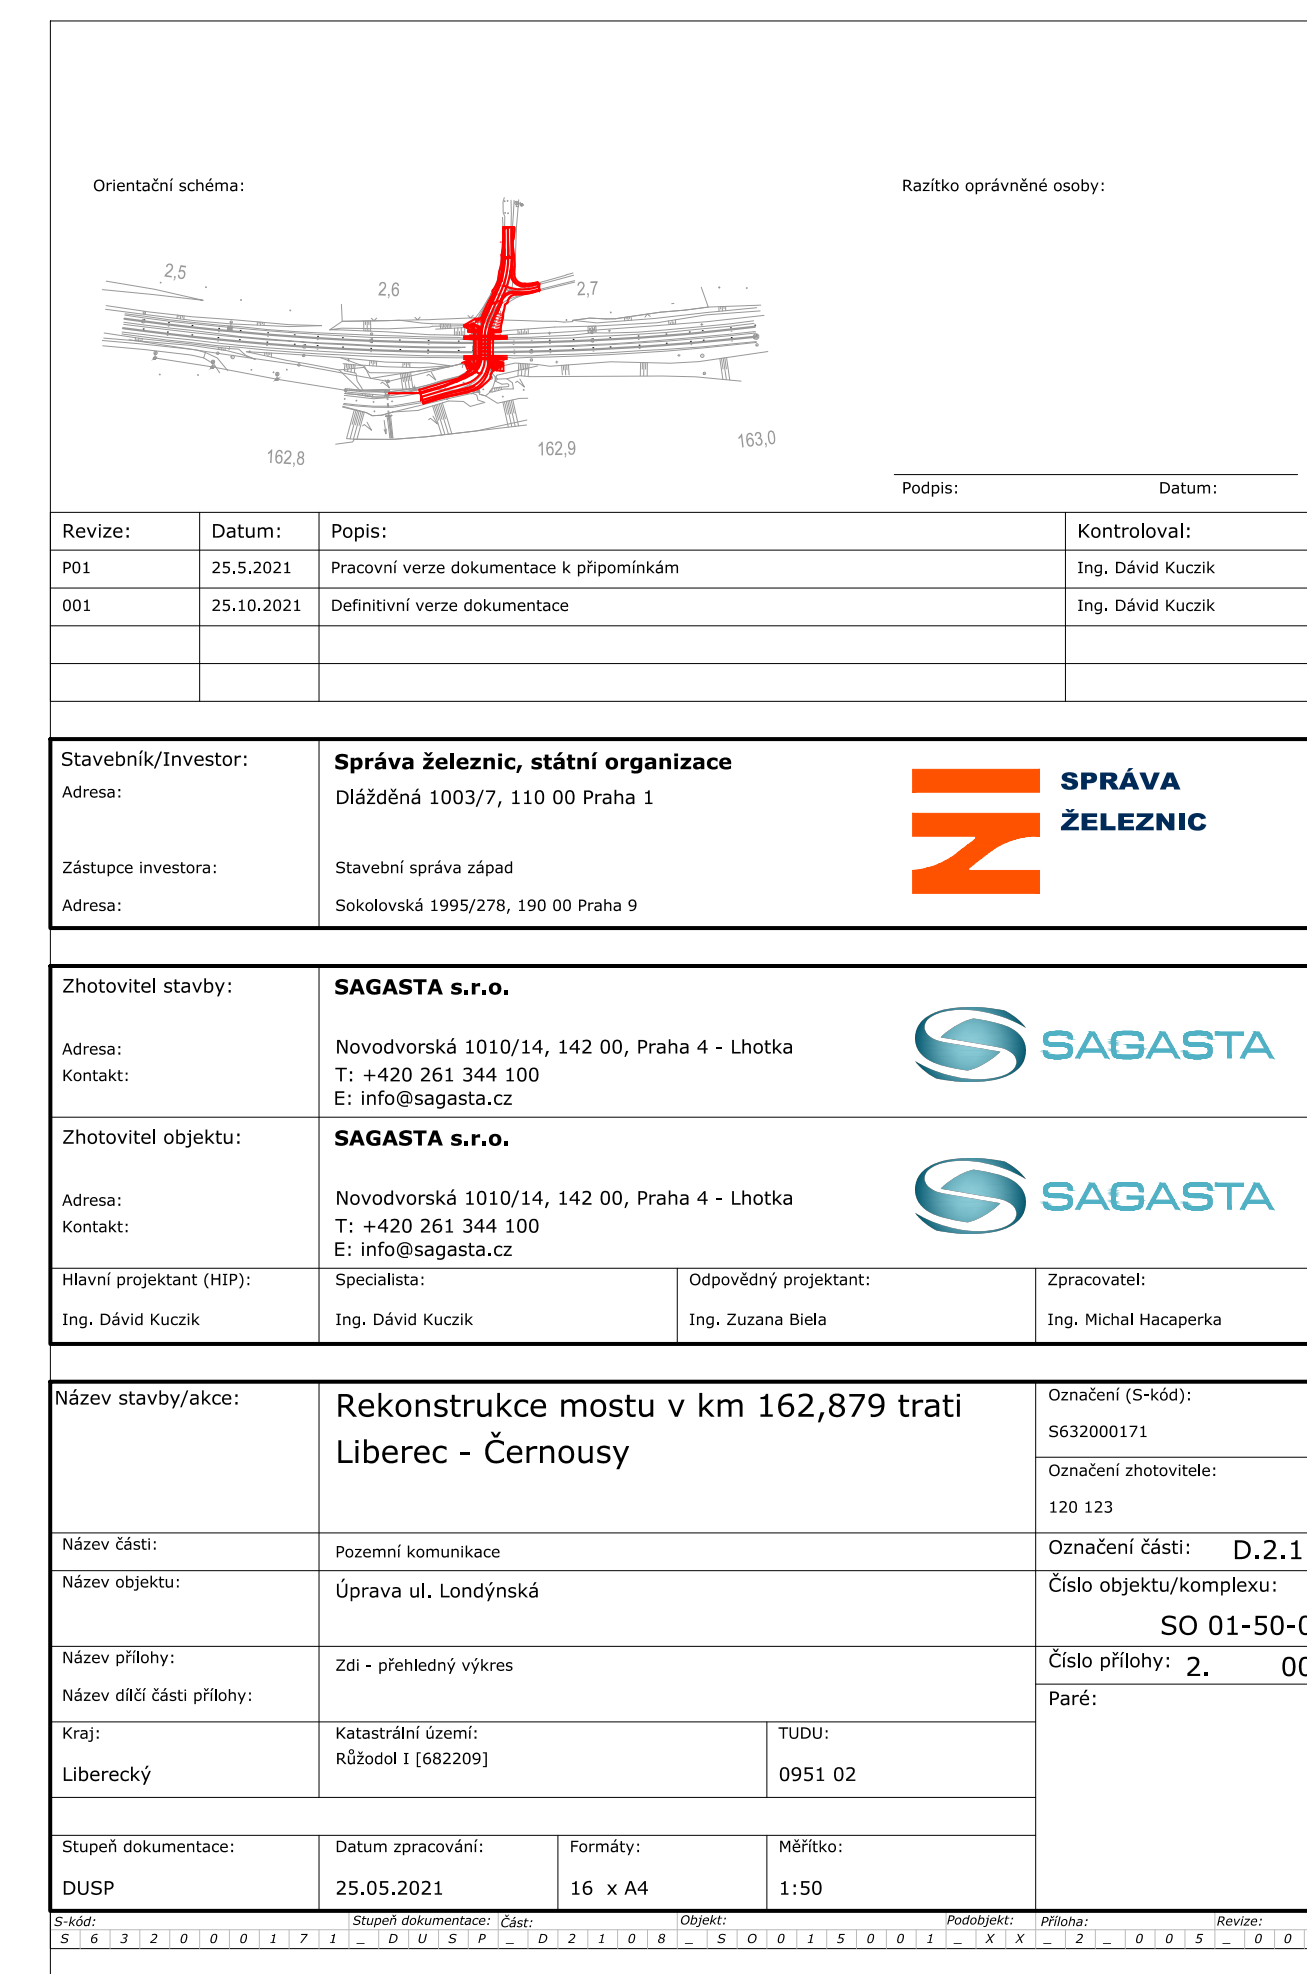 Orientační schéma: Razítko oprávněné osoby:
2,5 2,6 2,7
162,8 162,9 163,0
Podpis: Datum:
Revize: Datum: Popis: Kontroloval:
P01 25.5.2021 Pracovní verze dokumentace k připomínkám Ing. Dávid Kuczik
001 25.10.2021 Definitivní verze dokumentace Ing. Dávid Kuczik
Stavebník/Investor: Správa železnic, státní organizace
Adresa: Dlážděná 1003/7, 110 00 Praha 1
SPRÁVA
ŽELEZNIC
Zástupce investora: Stavební správa západ
Adresa: Sokolovská 1995/278, 190 00 Praha 9
Zhotovitel stavby: SAGASTA s.r.o.
SAGASTA
Adresa: Novodvorská 1010/14, 142 00, Praha 4 - Lhotka
Kontakt: T: +420 261 344 100
E: info@sagasta.cz
Zhotovitel objektu: SAGASTA s.r.o.
SAGASTA
Adresa: Novodvorská 1010/14, 142 00, Praha 4 - Lhotka
Kontakt: T: +420 261 344 100
E: info@sagasta.cz
Hlavní projektant (HIP): Specialista: Odpovědný projektant: Zpracovatel:
Ing. Dávid Kuczik Ing. Dávid Kuczik Ing. Zuzana Biela Ing. Michal Hacaperka
Název stavby/akce: Rekonstrukce mostu v km 162,879 trati
Liberec - Černousy
Označení (S-kód):
S632000171
Označení zhotovitele:
120 123
Název části: Pozemní komunikace Označení části: D.2.1
Název objektu: Úprava ul. Londýnská Číslo objektu/komplexu:
SO 01-50-0
Název přílohy: Zdi - přehledný výkres Číslo přílohy: 2. 00
Název dílčí části přílohy: Paré:
Kraj: Katastrální území: TUDU:
Růžodol I [682209]
Liberecký 0951 02
Stupeň dokumentace: Datum zpracování: Formáty: Měřítko:
DUSP 25.05.2021 16 x A4 1:50
S-kód: Stupeň dokumentace: Část: Objekt: Podobjekt: Příloha: Revize:
S 6 3 2 0 0 0 1 7 1 _ D U S P _ D 2 1 0 8 _ S O 0 1 5 0 0 1 _ X X _ 2 _ 0 0 5 _ 0 0